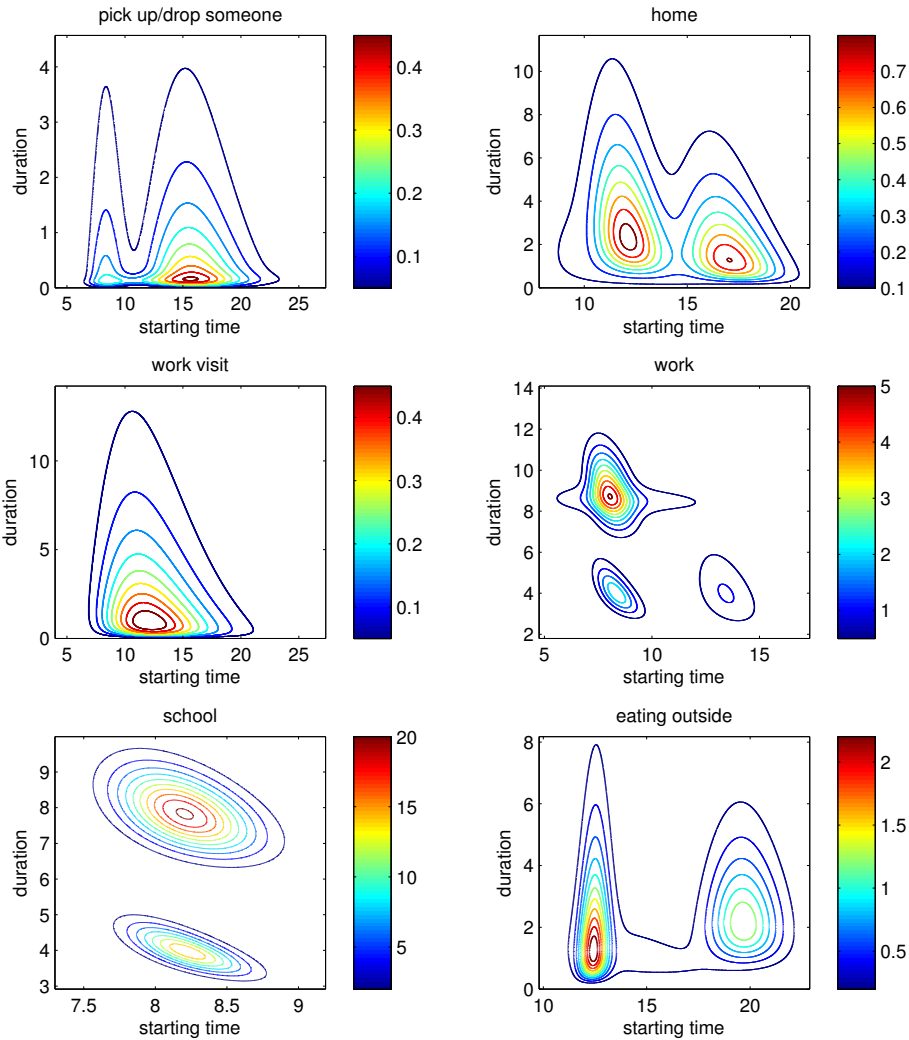 pick up/drop someone
4
3
2
1
0
5 10 15 20 25
duration
starting time
0.4
0.3
0.2
0.1
home
10
8
6
4
2
0
10 15 20
duration
starting time
0.7
0.6
0.5
0.4
0.3
0.2
0.1
work visit
10
5
0
5 10 15 20 25
duration
starting time
0.4
0.3
0.2
0.1
work
14
12
10
8
6
4
2
5 10 15
duration
starting time
5
4
3
2
1
school
9
8
7
6
5
4
3
7.5 8 8.5 9
duration
starting time
20
15
10
5
eating outside
8
6
4
2
0
10 15 20
duration
starting time
2
1.5
1
0.5